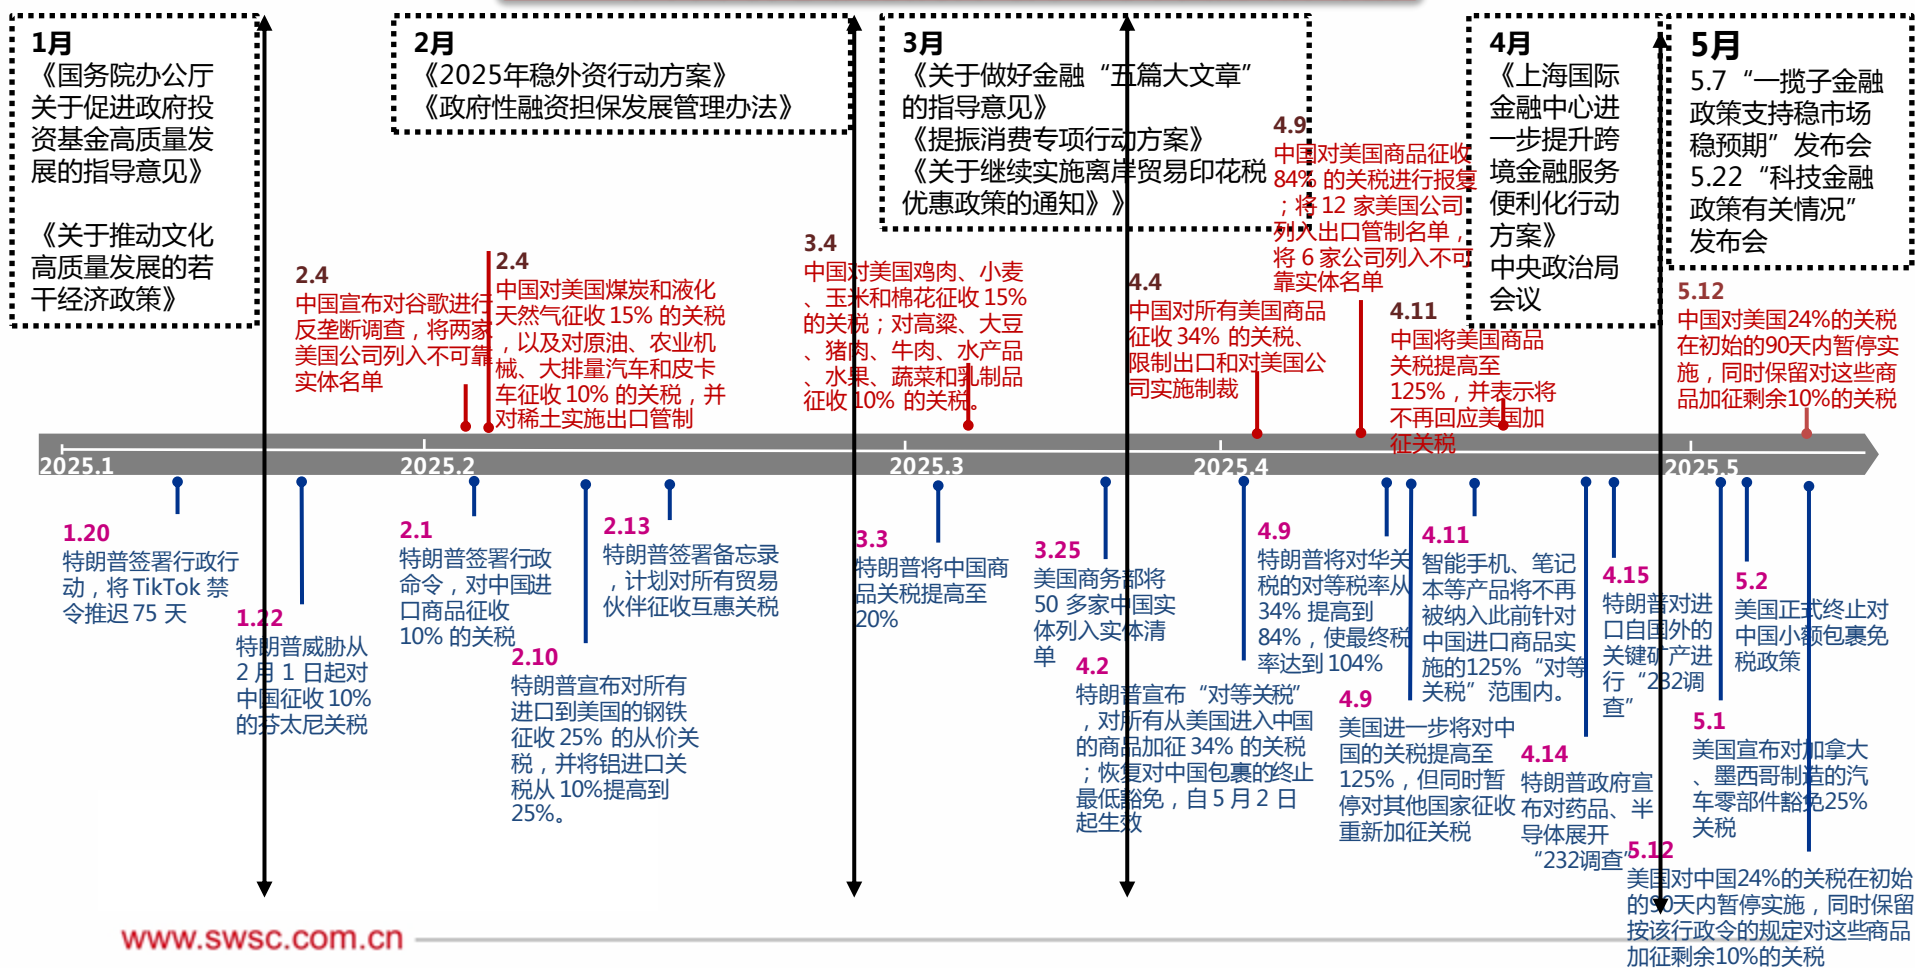 1月
《国务院办公厅
关于促进政府投
资基金高质量发
展的指导意见》
《关于推动文化
高质量发展的若
干经济政策》
2月
《2025年稳外资行动方案》
《政府性融资担保发展管理办法》
3月
《关于做好金融“五篇大文章”
的指导意见》
《提振消费专项行动方案》
《关于继续实施离岸贸易印花税
优惠政策的通知》》
4月
《上海国际
金融中心进
一步提升跨
境金融服务
便利化行动
方案》
中央政治局
会议
5月
5.7“一揽子金融
政策支持稳市场
稳预期”发布会
5.22“科技金融
政策有关情况”
发布会
2.4
中国宣布对谷歌进行
反垄断调查，将两家
美国公司列入不可靠
实体名单
2.4
中国对美国煤炭和液化
天然气征收15% 的关税
，以及对原油、农业机
械、大排量汽车和皮卡
车征收10% 的关税，并
对稀土实施出口管制
3.4
中国对美国鸡肉、小麦
、玉米和棉花征收15%
的关税；对高粱、大豆
、猪肉、牛肉、水产品
、水果、蔬菜和乳制品
征收10% 的关税。
4.4
中国对所有美国商品
征收 34% 的关税、
限制出口和对美国公
司实施制裁
4.9
中国对美国商品征收
84% 的关税进行报复
；将 12 家美国公司
列入出口管制名单，
将 6 家公司列入不可
靠实体名单
4.11
中国将美国商品
关税提高至
125%，并表示将
不再回应美国加
征关税
5.12
中国对美国24%的关税
在初始的90天内暂停实
施，同时保留对这些商
品加征剩余10%的关税
2025.1
2025.2
2025.3
2025.4
2025.5
1.20
特朗普签署行政行
动，将 TikTok 禁
令推迟 75 天
1.22
特朗普威胁从
2 月 1 日起对
中国征收 10%
的芬太尼关税
2.1
特朗普签署行政
命令，对中国进
口商品征收
10% 的关税
2.10
特朗普宣布对所有
进口到美国的钢铁
征收 25% 的从价关
税，并将铝进口关
税从 10%提高到
25%。
2.13
特朗普签署备忘录
，计划对所有贸易
伙伴征收互惠关税
3.3
特朗普将中国商
品关税提高至
20%
3.25
美国商务部将
50 多家中国实
体列入实体清
单
4.2
特朗普宣布“对等关税”
，对所有从美国进入中国
的商品加征 34% 的关税
；恢复对中国包裹的终止
最低豁免，自 5 月 2 日
起生效
4.9
特朗普将对华关
税的对等税率从
34% 提高到
84%，使最终税
率达到 104%
4.9
美国进一步将对中
国的关税提高至
125%，但同时暂
停对其他国家征收
重新加征关税
4.11
智能手机、笔记
本等产品将不再
被纳入此前针对
中国进口商品实
施的125%“对等
关税”范围内。
4.14
特朗普政府宣
布对药品、半
导体展开
“232调查”
4.15
特朗普对进
口自国外的
关键矿产进
行“232调
查”
5.1
美国宣布对加拿大
、墨西哥制造的汽
车零部件豁免25%
关税
5.2
美国正式终止对
中国小额包裹免
税政策
5.12
美国对中国24%的关税在初始
的90天内暂停实施，同时保留
按该行政令的规定对这些商品
加征剩余10%的关税
www.swsc.com.cn